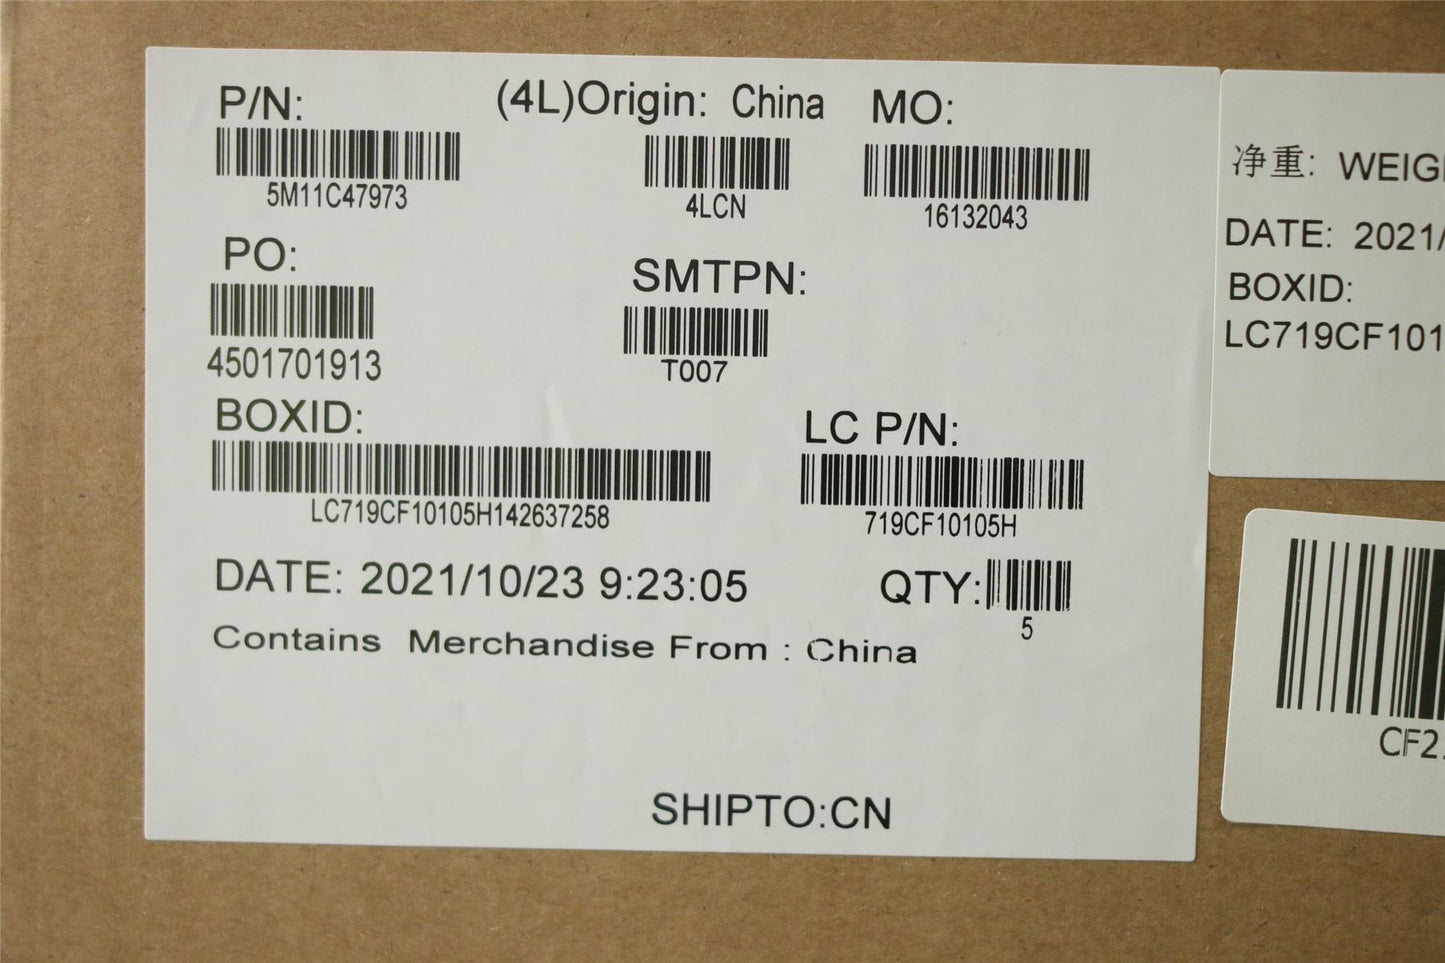 P/N: (4L)Origin: China MO:
5M11C47973 4LCN 16132043
PO: SMTPN:
4501701913 T007
BOXID: LC P/N:
LC719CF10105H142637258 719CF10105H
DATE: 2021/10/23 9:23:05 QTY:
5
Contains Merchandise From : China
SHIPTO:CN
净重:
DATE: 2021/
BOXID:
LC719CF101
CF2.